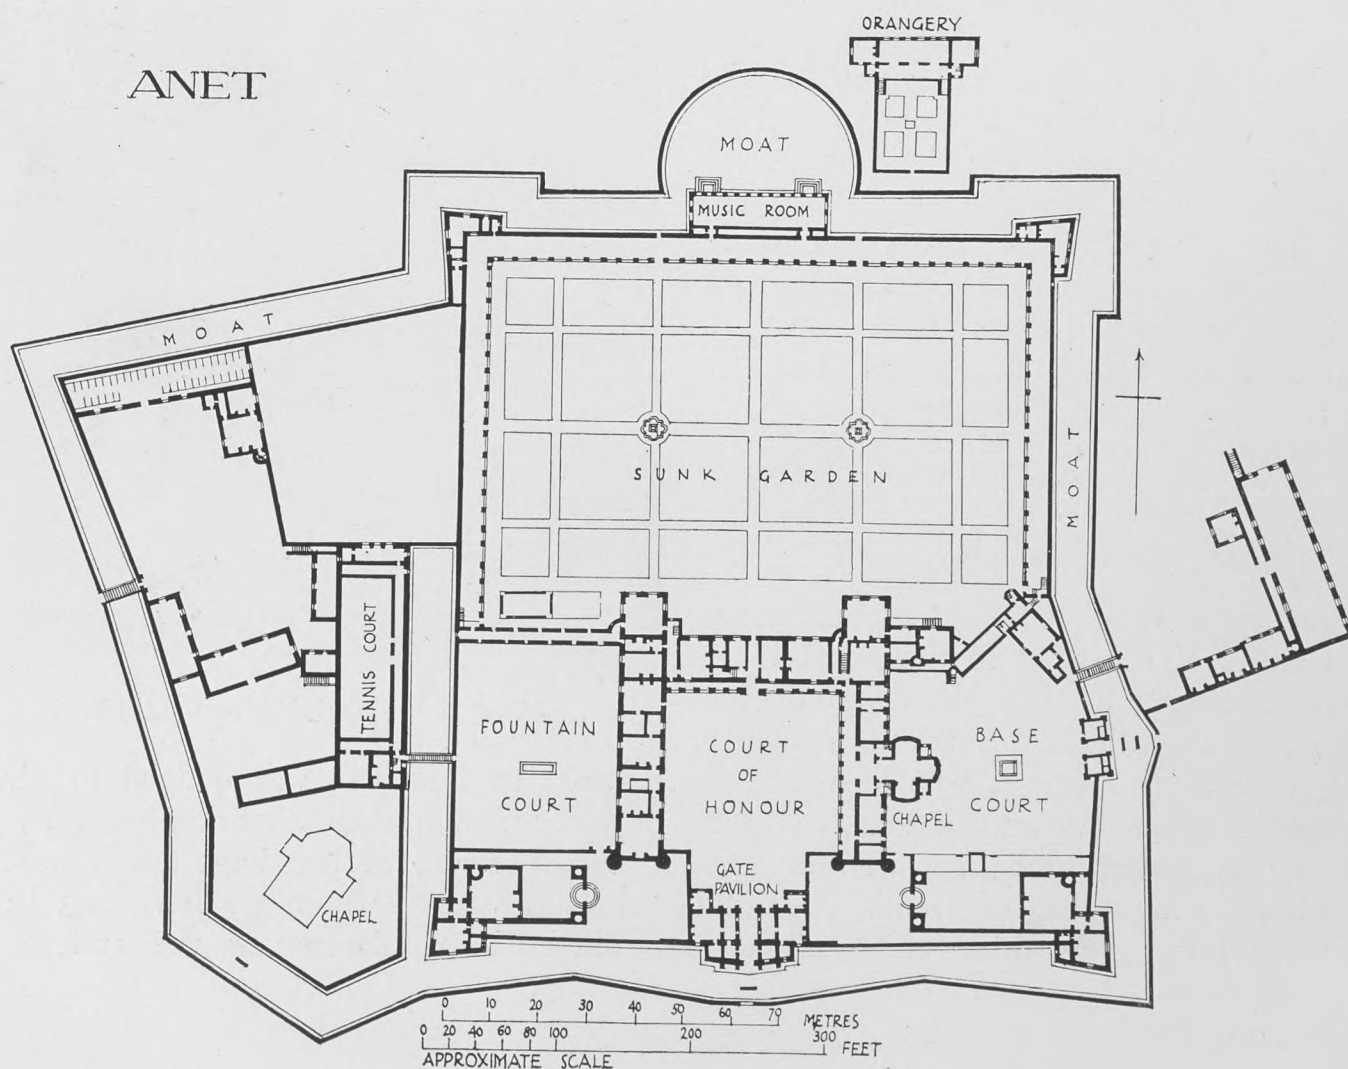 ORANGERY
ANET
MOAT
MUSIC ROOM
MOAT
MOAT
SUNK GARDEN
TENNIS COURT
FOUNTAIN
COURT
COURT
OF
HONOUR
BASE
COURT
CHAPEL
GATE
PAVILION
CHAPEL
0 10 20 30 40 50 60 70 METRES
0 20 40 60 80 100 200 300 FEET
APPROXIMATE SCALE